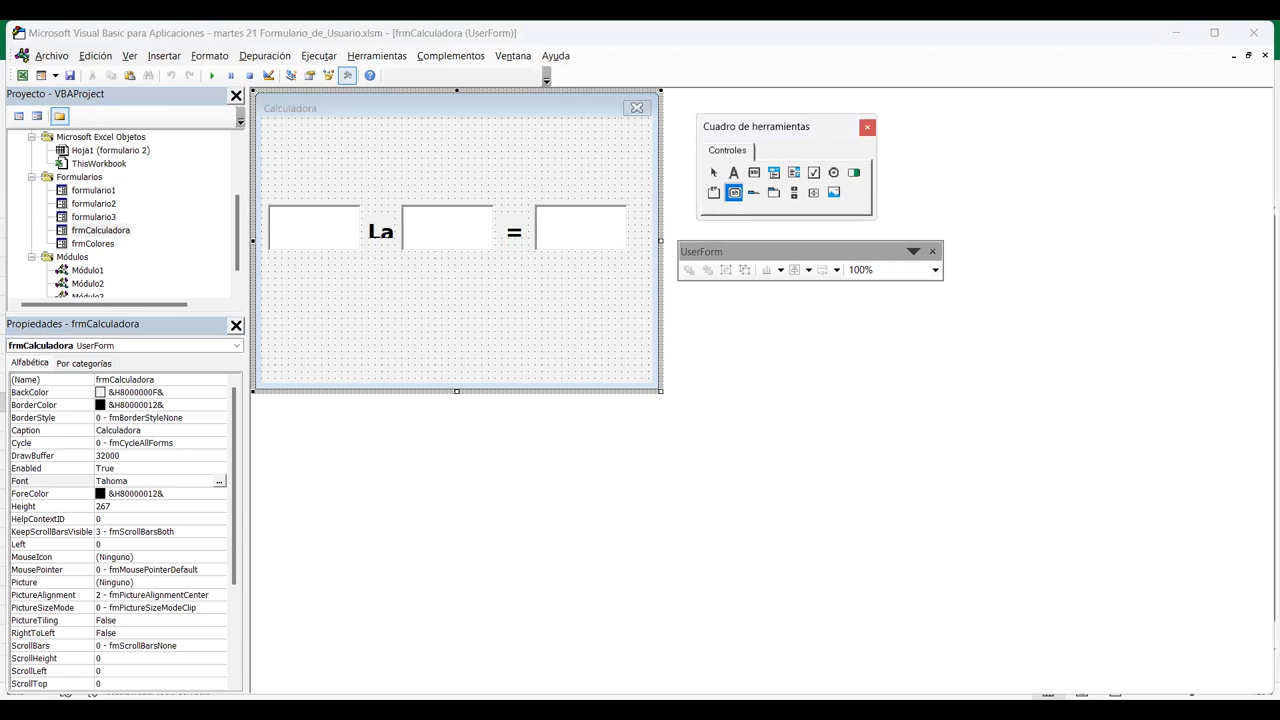 Microsoft Visual Basic para Aplicaciones - martes 21 Formulario_de_Usuario.xlsm - [frmCalculadora (UserForm)]
Archivo Edición Ver Insertar Formato Depuración Ejecutar Herramientas Complementos Ventana Ayuda
Proyecto - VBAProject
Microsoft Excel Objetos
Hoja1 (formulario 2)
ThisWorkbook
Formularios
formulario1
formulario2
formulario3
frmCalculadora
frmColores
Módulos
Módulo1
Módulo2
Módulo3
Propiedades - frmCalculadora
frmCalculadora UserForm
Alfabética Por categorías
(Name) frmCalculadora
BackColor &H8000000F&
BorderColor &H80000012&
BorderStyle 0 - fmBorderStyleNone
Caption Calculadora
Cycle 0 - fmCycleAllForms
DrawBuffer 32000
Enabled True
Font Tahoma ...
ForeColor &H80000012&
Height 267
HelpContextID 0
KeepScrollBarsVisible 3 - fmScrollBarsBoth
Left 0
MouseIcon (Ninguno)
MousePointer 0 - fmMousePointerDefault
Picture (Ninguno)
PictureAlignment 2 - fmPictureAlignmentCenter
PictureSizeMode 0 - fmPictureSizeModeClip
PictureTiling False
RightToLeft False
ScrollBars 0 - fmScrollBarsNone
ScrollHeight 0
ScrollLeft 0
ScrollTop 0
Calculadora
La =
Cuadro de herramientas
Controles
A
UserForm
100%